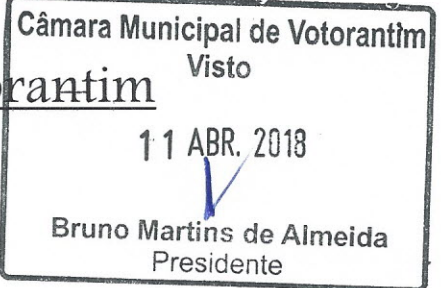 Câmara Municipal de Votorantim
Visto
rantim
11 ABR. 2018
Bruno Martins de Almeida
Presidente